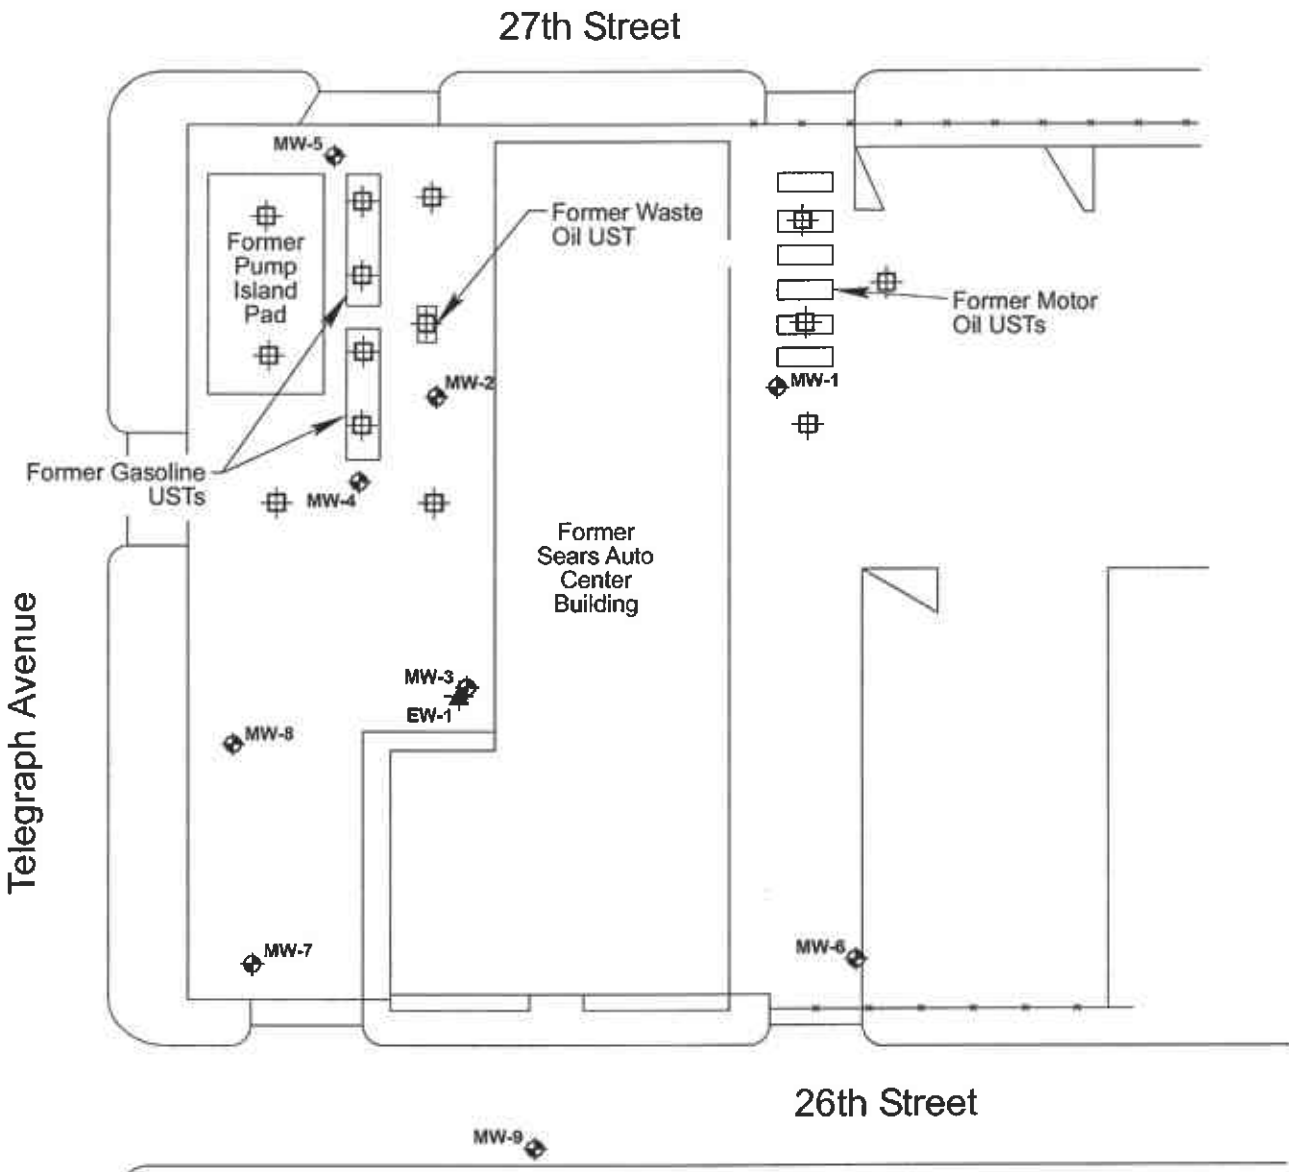 27th Street
MW-5
Former Waste
Oil UST
Former
Pump
Island
Pad
Former Motor
Oil USTs
MW-2
MW-1
Former Gasoline
USTs
MW-4
Former
Sears Auto
Center
Building
Telegraph Avenue
MW-3
EW-1
MW-8
MW-7
MW-6
26th Street
MW-9